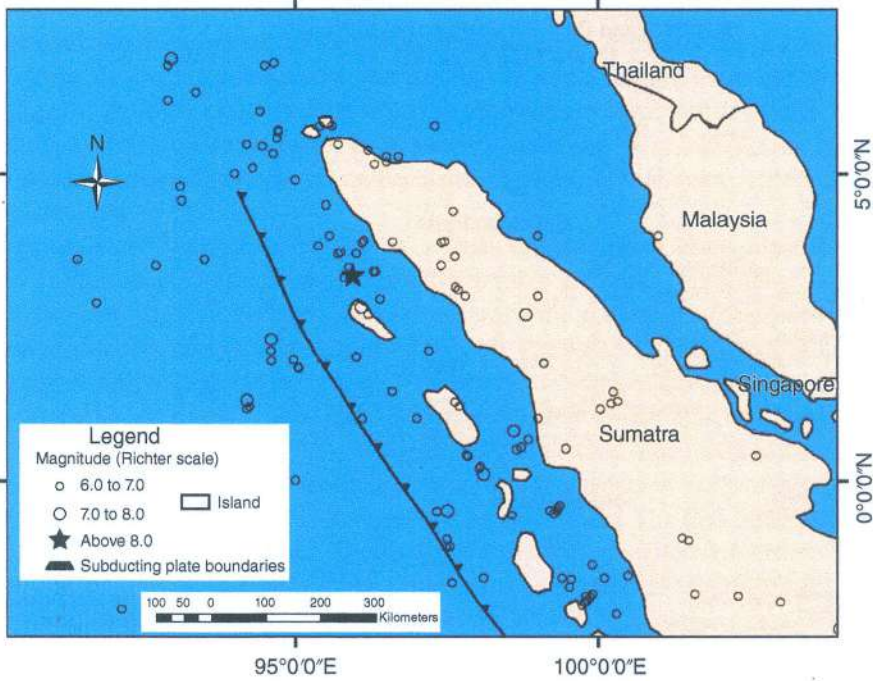 Thailand
N
5°0'0"N
Malaysia
Singapore
Sumatra
Legend
Magnitude (Richter scale)
6.0 to 7.0
Island
7.0 to 8.0
Above 8.0
Subducting plate boundaries
0°0'0"N
100 50 0 100 200 300
Kilometers
95°0'0"E
100°0'0"E